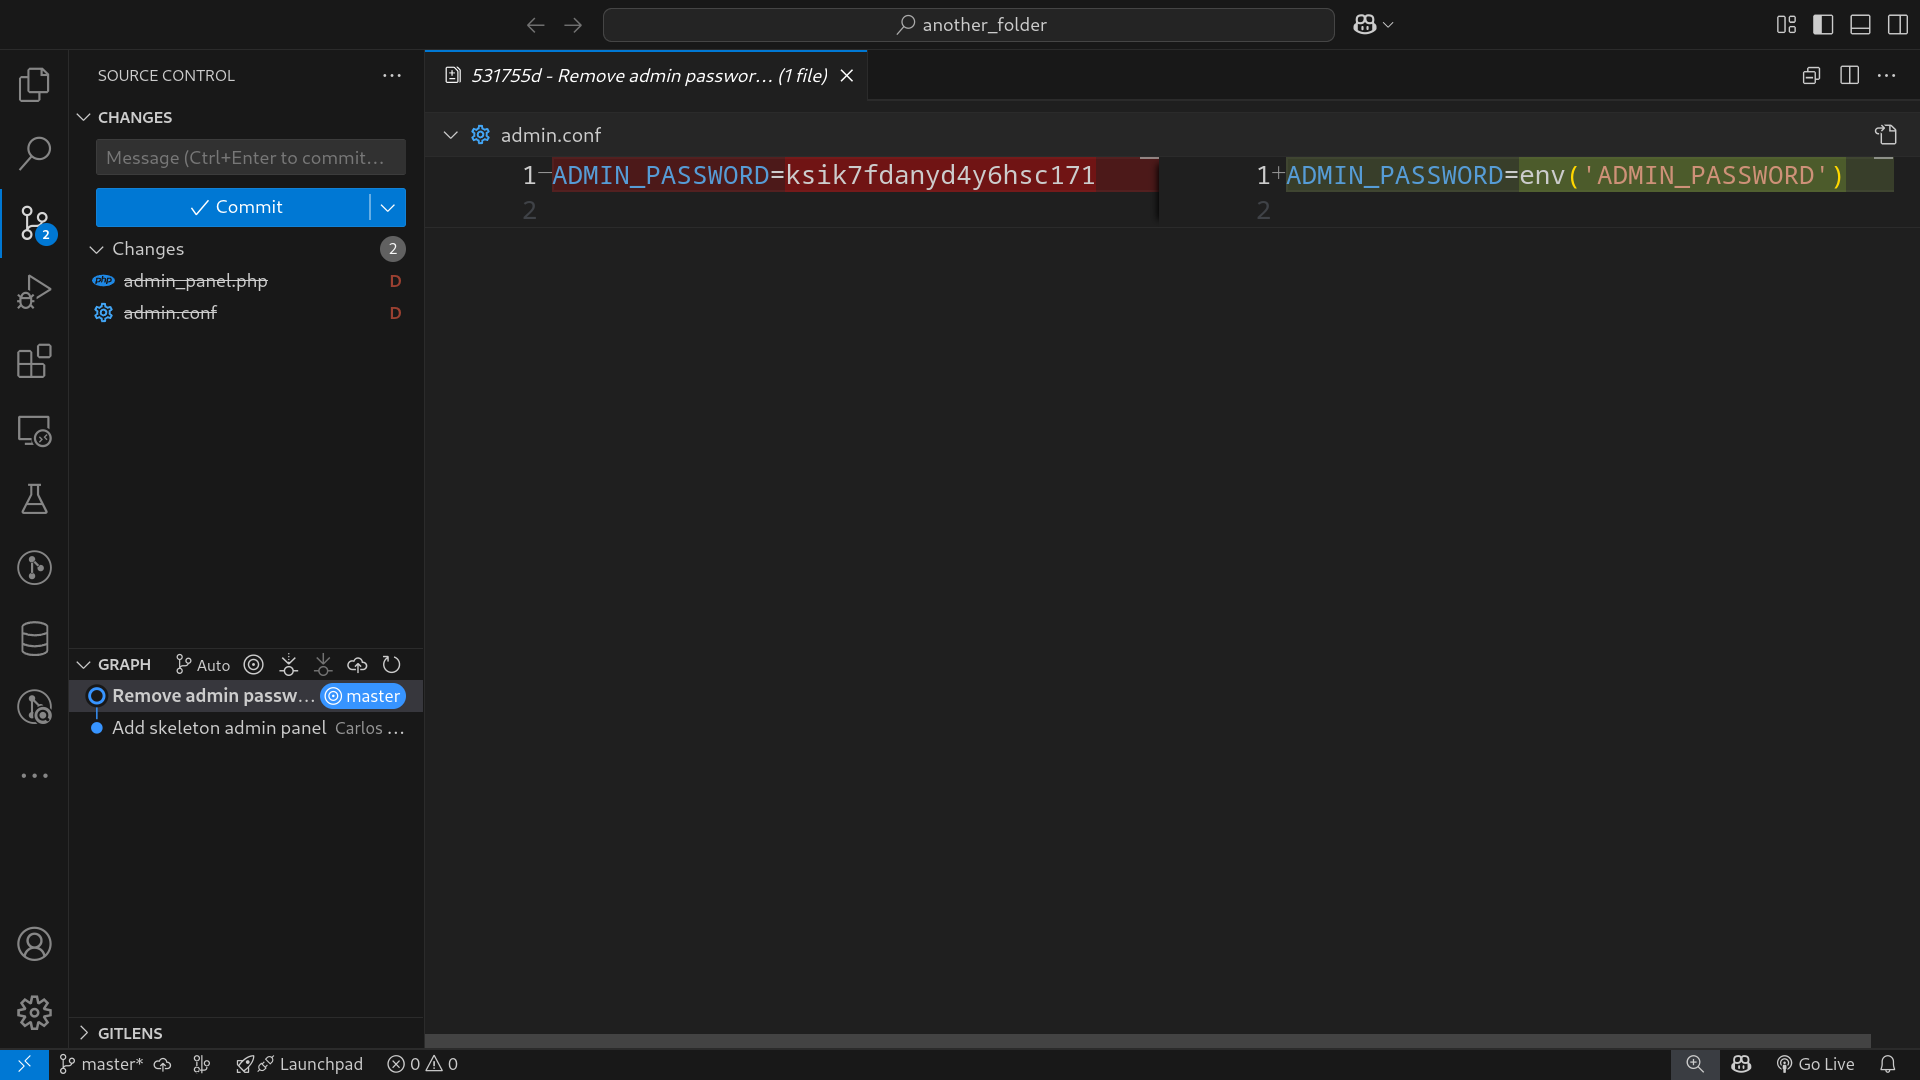 another_folder
SOURCE CONTROL
CHANGES
Message (Ctrl+Enter to commit...
Commit
Changes 2
admin_panel.php D
admin.conf D
2
531755d - Remove admin passwor... (1 file)
admin.conf
1 ADMIN_PASSWORD=ksik7fdanyd4y6hsc171
2
1 + ADMIN_PASSWORD=env('ADMIN_PASSWORD')
2
GRAPH Auto
Remove admin passw... master
Add skeleton admin panel Carlos ...
GITLENS
master* Launchpad 0 0 Go Live